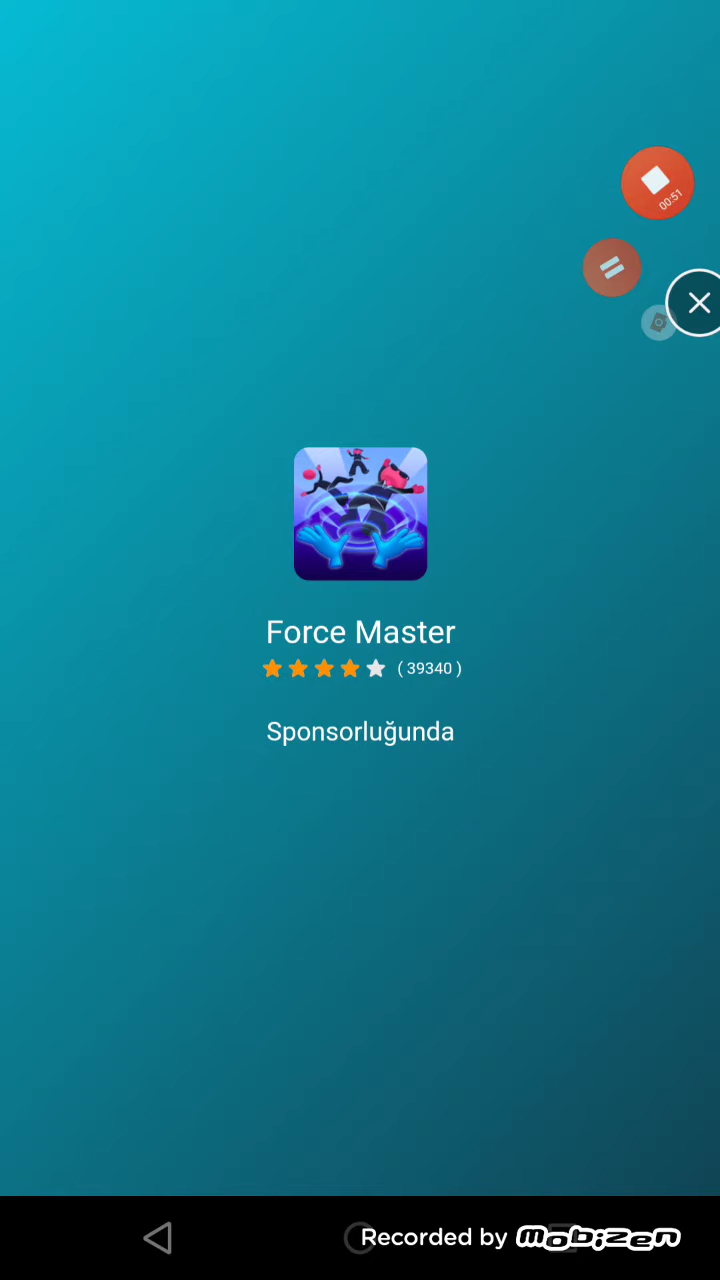 00:51
Force Master
( 39340 )
Sponsorluğunda
Recorded by mobizen